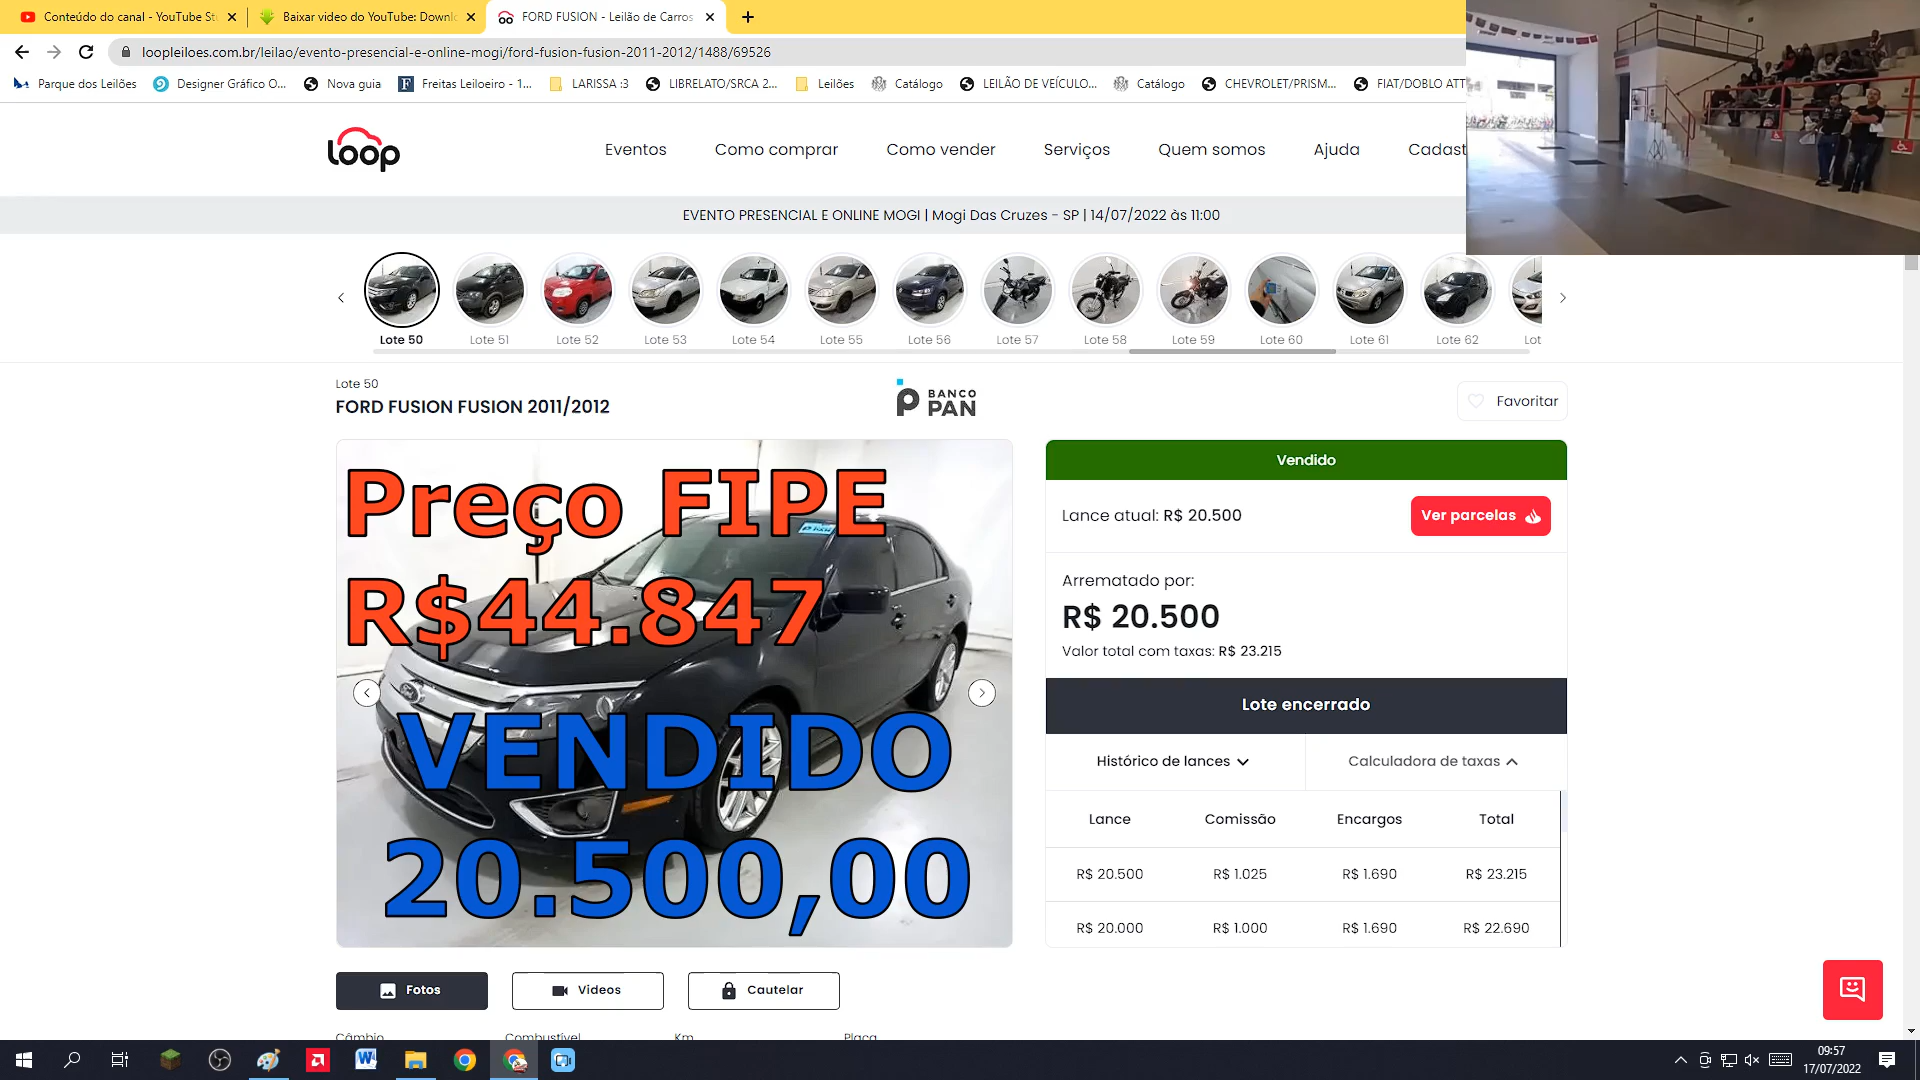 Conteúdo do canal - YouTube St
Baixar video do YouTube: Downl
FORD FUSION - Leilão de Carros
loopleiloes.com.br/leilao/evento-presencial-e-online-mogi/ford-fusion-fusion-2011-2012/1488/69526
Parque dos Leilões
Designer Gráfico O...
Nova guia
Freitas Leiloeiro - 1...
LARISSA :3
LIBRELATO/SRCA 2...
Leilões
Catálogo
LEILÃO DE VEÍCULO...
Catálogo
CHEVROLET/PRISM...
FIAT/DOBLO ATT
loop
Eventos
Como comprar
Como vender
Serviços
Quem somos
Ajuda
Cadast
EVENTO PRESENCIAL E ONLINE MOGI | Mogi Das Cruzes - SP | 14/07/2022 às 11:00
Lote 50
Lote 51
Lote 52
Lote 53
Lote 54
Lote 55
Lote 56
Lote 57
Lote 58
Lote 59
Lote 60
Lote 61
Lote 62
Lot
Lote 50
FORD FUSION FUSION 2011/2012
BANCO
PAN
Favoritar
Preço FIPE
R$44.847
VENDIDO
20.500,00
Vendido
Lance atual: R$ 20.500
Ver parcelas
Arrematado por:
R$ 20.500
Valor total com taxas: R$ 23.215
Lote encerrado
Histórico de lances
Calculadora de taxas
Lance Comissão Encargos Total
R$ 20.500 R$ 1.025 R$ 1.690 R$ 23.215
R$ 20.000 R$ 1.000 R$ 1.690 R$ 22.690
Fotos
Videos
Cautelar
Câmbio
Combustível
Km
Placa
09:57
17/07/2022